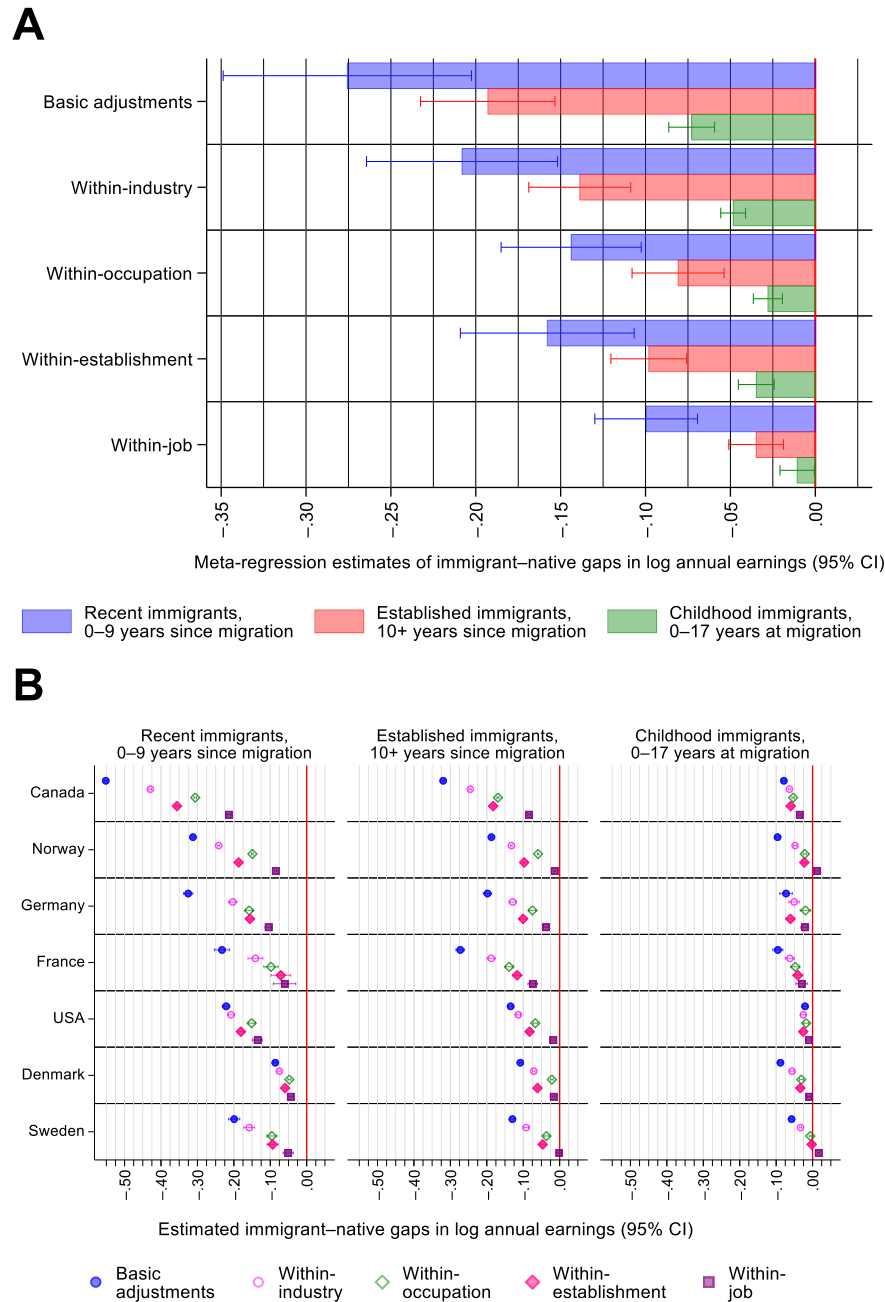 A
Basic adjustments
Within-industry
Within-occupation
Within-establishment
Within-job
−.35
−.30
−.25
−.20
−.15
−.10
−.05
.00
Meta-regression estimates of immigrant–native gaps in log annual earnings (95% CI)
Recent immigrants,
0–9 years since migration
Established immigrants,
10+ years since migration
Childhood immigrants,
0–17 years at migration
B
Recent immigrants,
0–9 years since migration
Established immigrants,
10+ years since migration
Childhood immigrants,
0–17 years at migration
Canada
Norway
Germany
France
USA
Denmark
Sweden
−.50
−.40
−.30
−.20
−.10
.00
−.50
−.40
−.30
−.20
−.10
.00
−.50
−.40
−.30
−.20
−.10
.00
Estimated immigrant–native gaps in log annual earnings (95% CI)
Basic
adjustments
Within-
industry
Within-
occupation
Within-
establishment
Within-
job